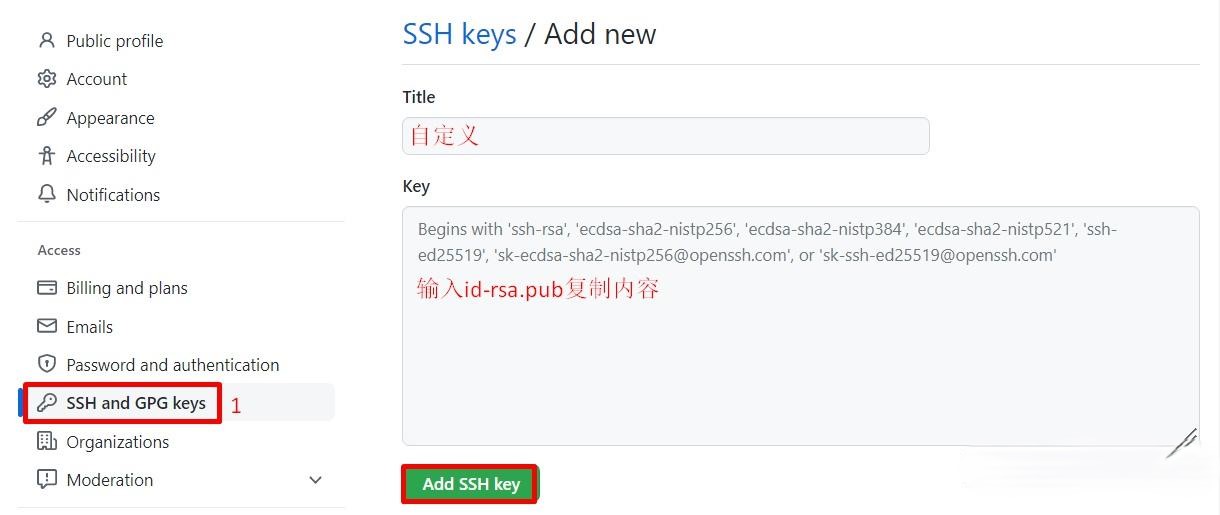 Public profile
Account
Appearance
Accessibility
Notifications
Access
Billing and plans
Emails
Password and authentication
SSH and GPG keys 1
Organizations
Moderation
SSH keys / Add new
Title
自定义
Key
Begins with 'ssh-rsa', 'ecdsa-sha2-nistp256', 'ecdsa-sha2-nistp384', 'ecdsa-sha2-nistp521', 'ssh-
ed25519', 'sk-ecdsa-sha2-nistp256@openssh.com', or 'sk-ssh-ed25519@openssh.com'
输入id-rsa.pub复制内容
Add SSH key